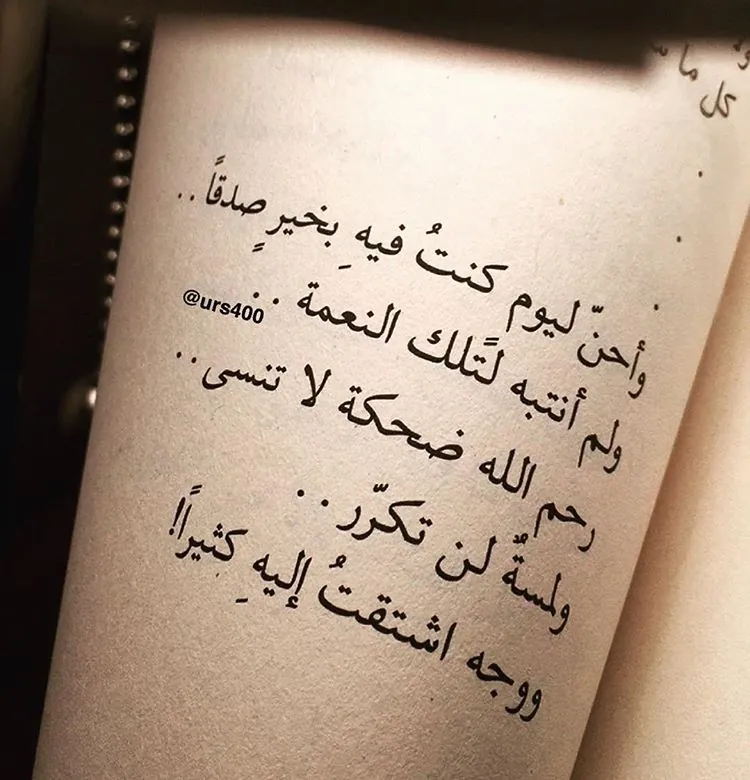 كل ما
وأحنّ ليوم كنتُ فيهِ بخيرٍ صدقاً..
ولم أنتبه لتلك النعمة..
@urs400
رحم الله ضحكة لا تنسى..
ولمسةٌ لن تكرّر..
ووجه اشتقتُ إليهِ كثيراً!